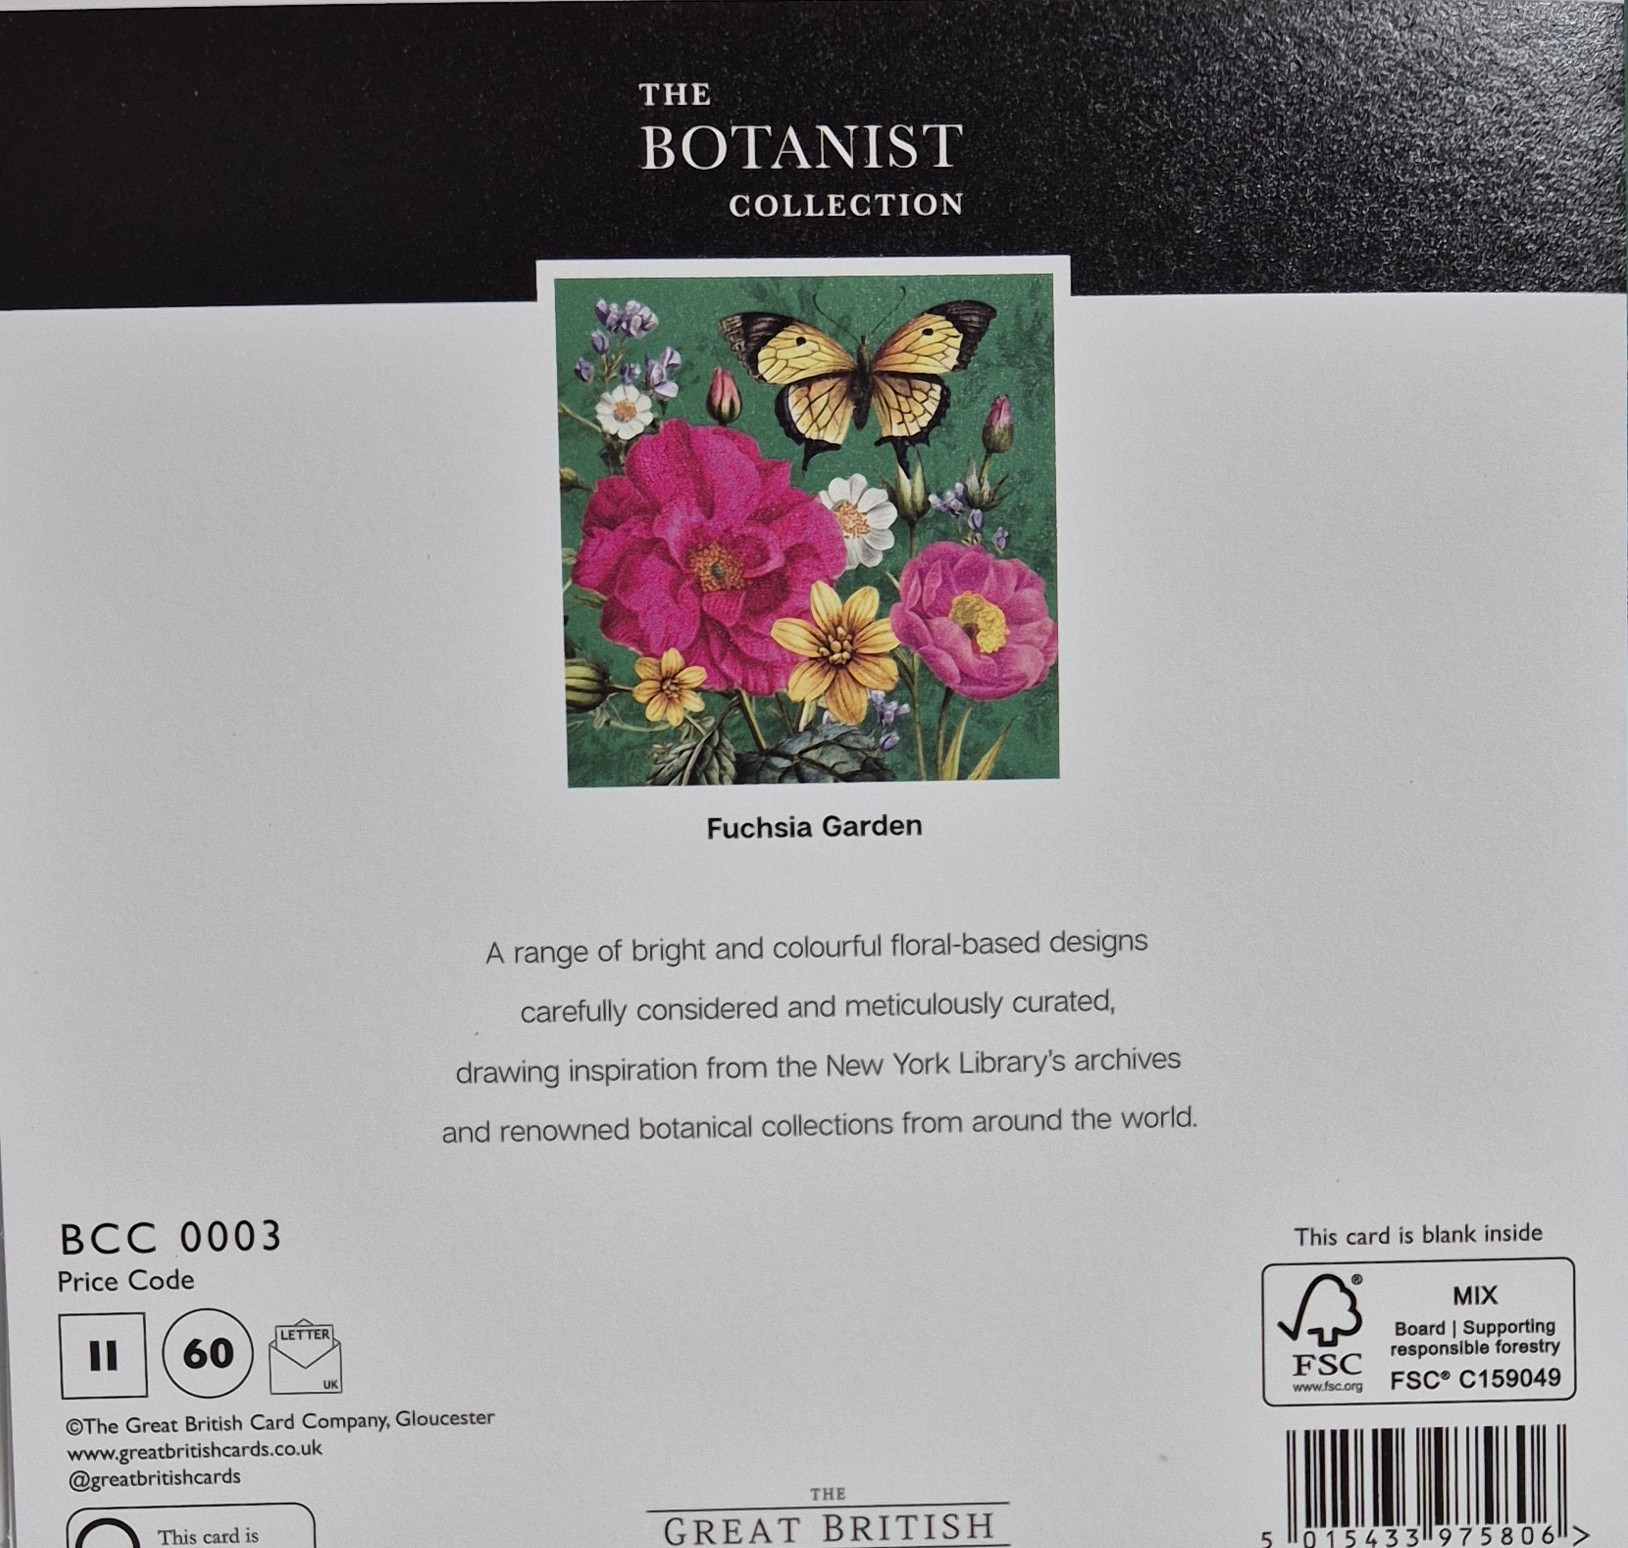 THE
BOTANIST
COLLECTION
Fuchsia Garden
A range of bright and colourful floral-based designs
carefully considered and meticulously curated,
drawing inspiration from the New York Library's archives
and renowned botanical collections from around the world.
BCC 0003
Price Code
11
60
LETTER
UK
©The Great British Card Company, Gloucester
www.greatbritishcards.co.uk
@greatbritishcards
This card is
THE
GREAT BRITISH
This card is blank inside
®
FSC
www.fsc.org
MIX
Board | Supporting
responsible forestry
FSC® C159049
5 015433 975806 >